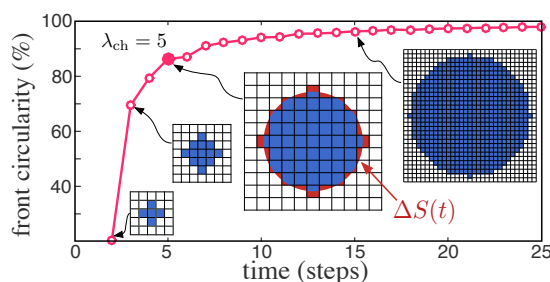 front circularity (%)
100
80
60
40
λch = 5
ΔS(t)
0
5
10
15
20
25
time (steps)